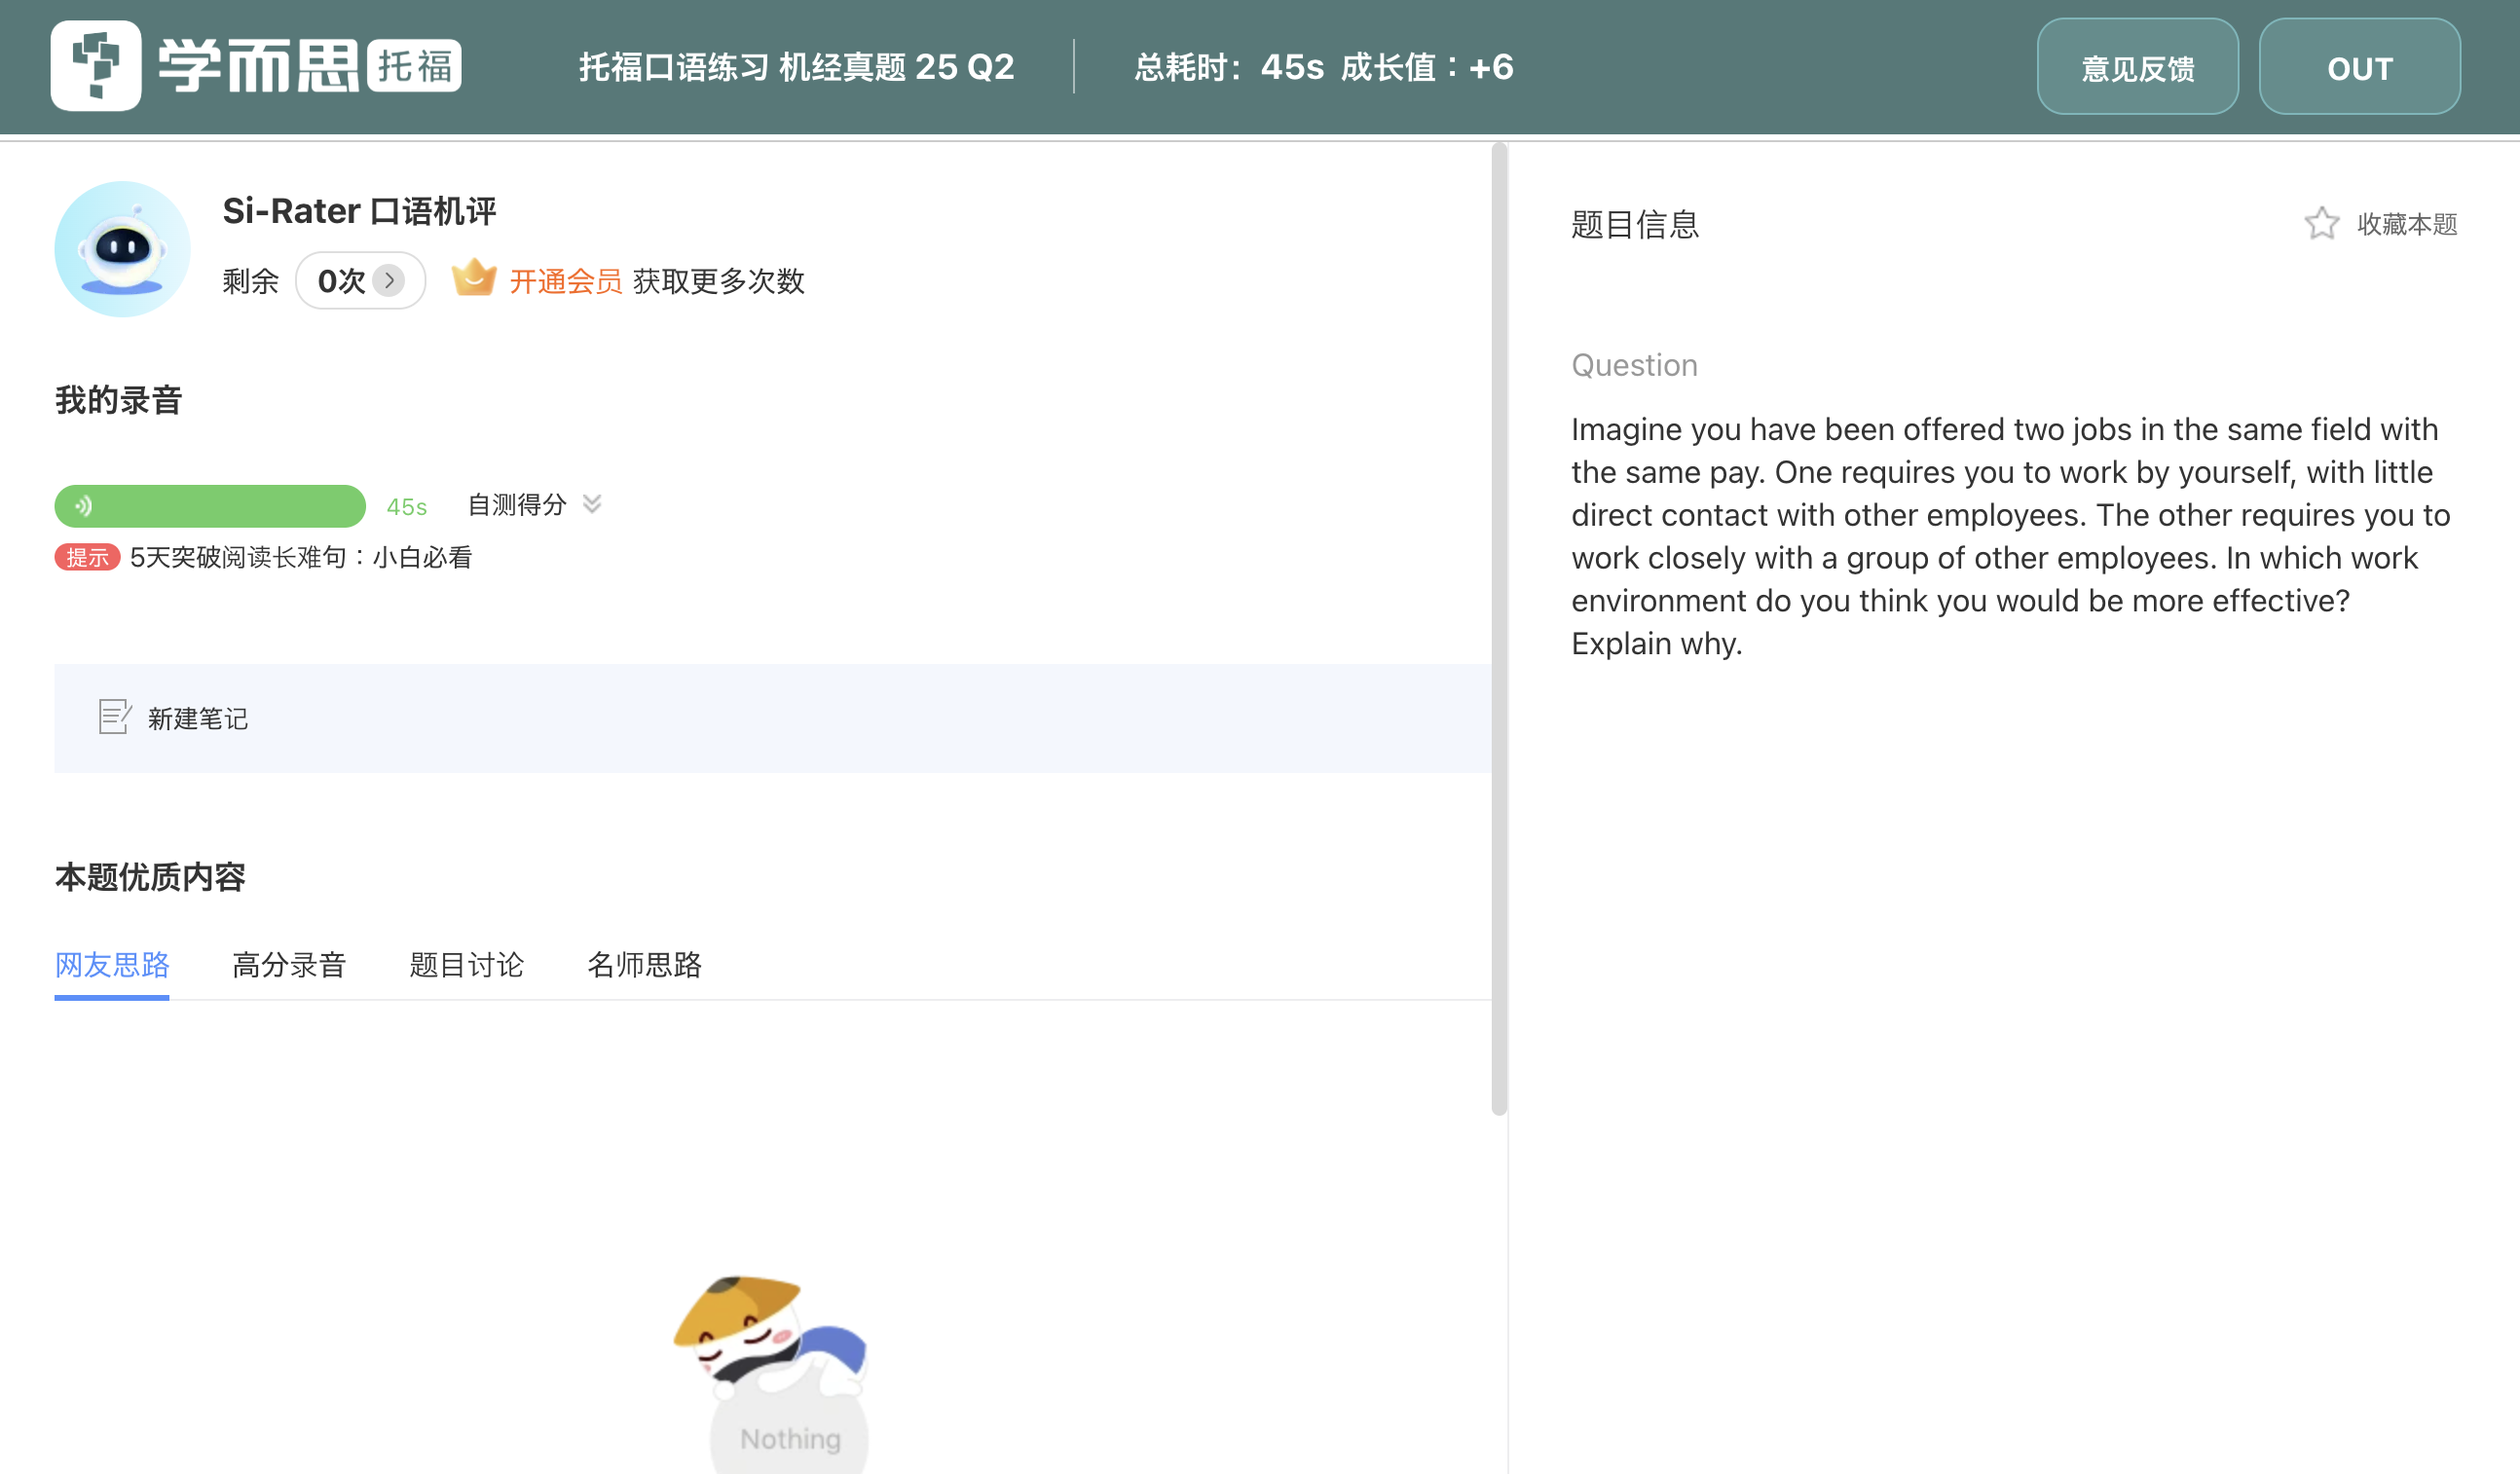 学而思 托福
托福口语练习 机经真题 25 Q2
总耗时：45s 成长值：+6
意见反馈
OUT
Si-Rater 口语机评
剩余 0次 开通会员 获取更多次数
我的录音
45s 自测得分
提示 5天突破阅读长难句：小白必看
新建笔记
本题优质内容
网友思路 高分录音 题目讨论 名师思路
Nothing
题目信息
收藏本题
Question
Imagine you have been offered two jobs in the same field with
the same pay. One requires you to work by yourself, with little
direct contact with other employees. The other requires you to
work closely with a group of other employees. In which work
environment do you think you would be more effective?
Explain why.